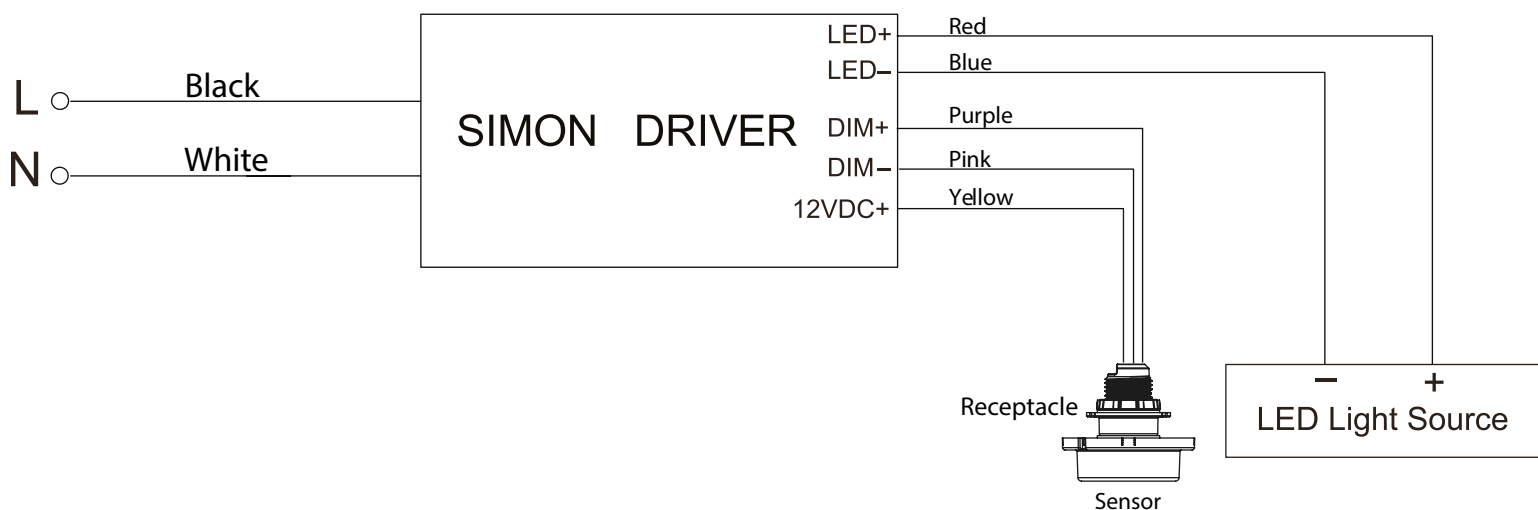 L
Black
N
White
SIMON DRIVER
LED+
LED−
DIM+
DIM−
12VDC+
Red
Blue
Purple
Pink
Yellow
Receptacle
Sensor
− +
LED Light Source